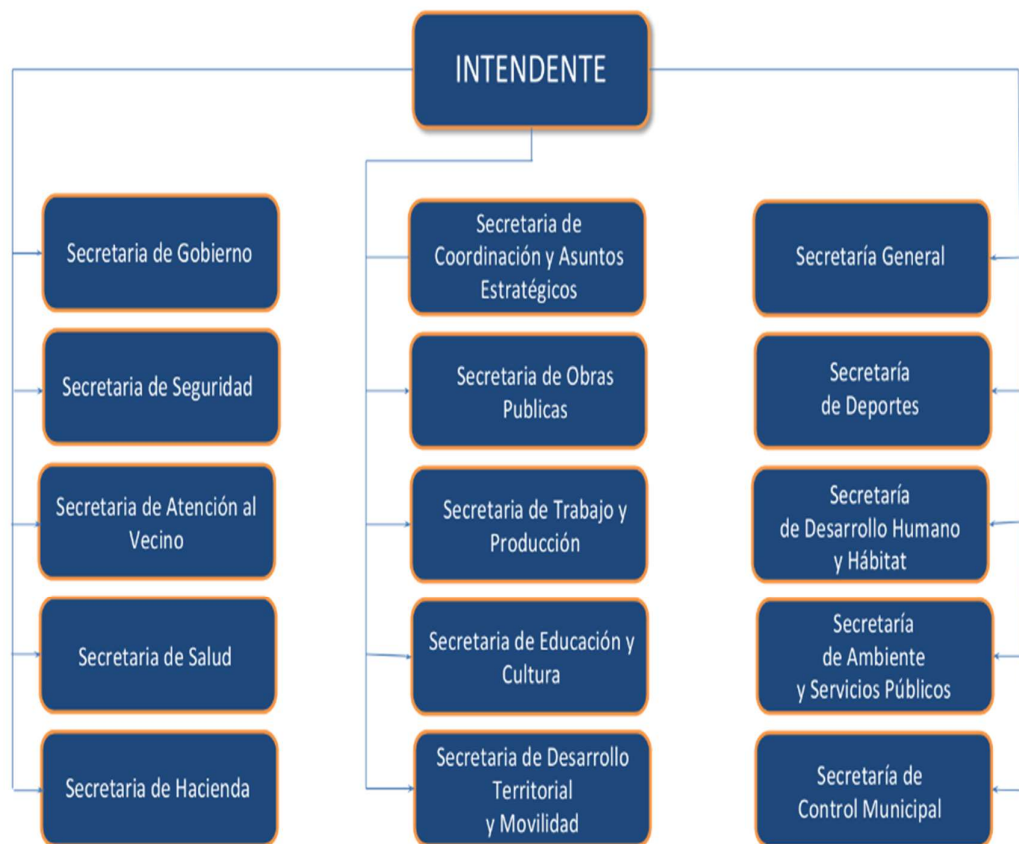 INTENDENTE
Secretaria de Gobierno
Secretaria de Seguridad
Secretaria de Atención al
Vecino
Secretaria de Salud
Secretaria de Hacienda
Secretaria de
Coordinación y Asuntos
Estratégicos
Secretaria de Obras
Publicas
Secretaria de Trabajo y
Producción
Secretaria de Educación y
Cultura
Secretaria de Desarrollo
Territorial
y Movilidad
Secretaría General
Secretaría
de Deportes
Secretaría
de Desarrollo Humano
y Hábitat
Secretaría
de Ambiente
y Servicios Públicos
Secretaría de
Control Municipal